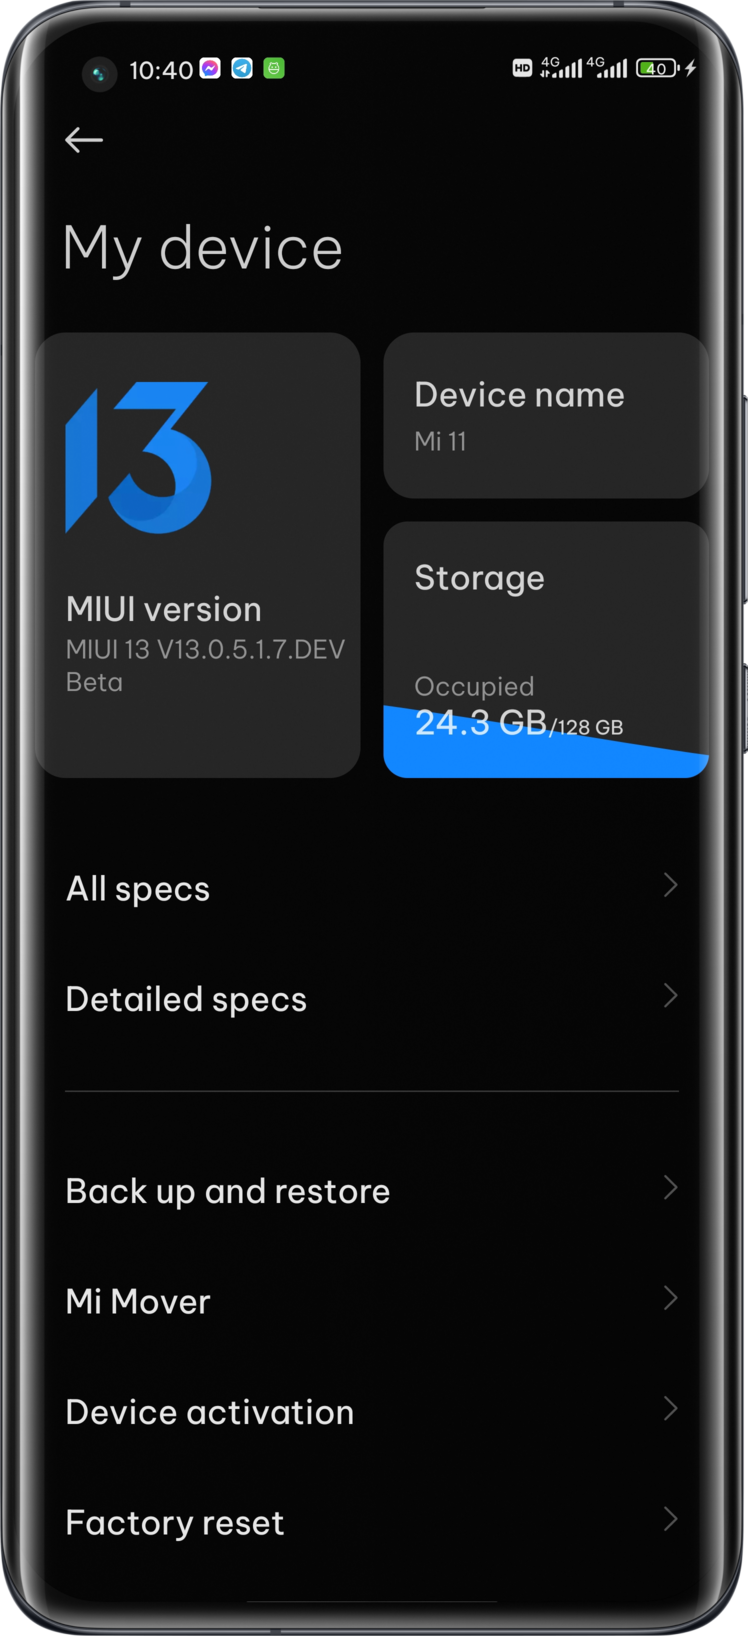 10:40 HD 4G 4G 40
My device
13
MIUI version
MIUI 13 V13.0.5.1.7.DEV
Beta
Device name
Mi 11
Storage
Occupied
24.3 GB/128 GB
All specs
Detailed specs
Back up and restore
Mi Mover
Device activation
Factory reset